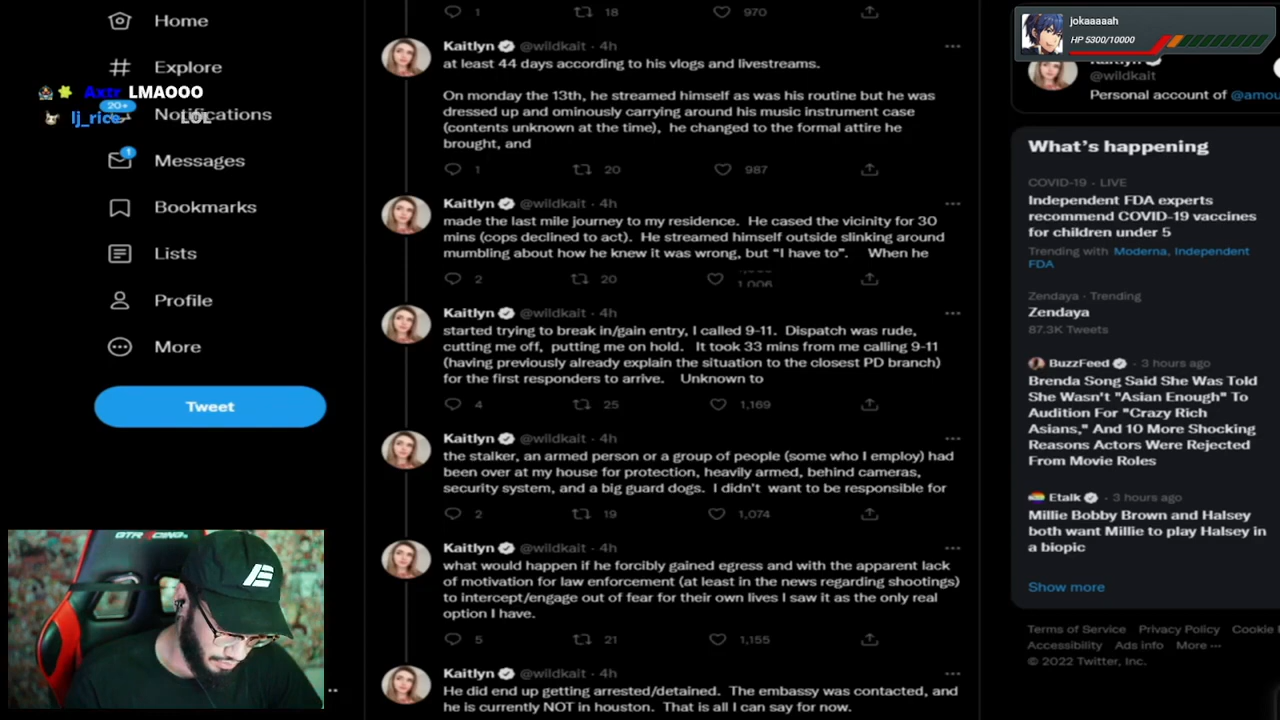 Home
Explore
Notifications
20+
Messages
1
Bookmarks
Lists
Profile
More
Tweet
Axtr LMAOOO
lj_rice LOL
1 18 970
Kaitlyn @wildkait · 4h
at least 44 days according to his vlogs and livestreams.
On monday the 13th, he streamed himself as was his routine but he was
dressed up and ominously carrying around his music instrument case
(contents unknown at the time), he changed to the formal attire he
brought, and
1 20 987
Kaitlyn @wildkait · 4h
made the last mile journey to my residence. He cased the vicinity for 30
mins (cops declined to act). He streamed himself outside slinking around
mumbling about how he knew it was wrong, but “I have to”. When he
2 20 1,006
Kaitlyn @wildkait · 4h
started trying to break in/gain entry, I called 9-11. Dispatch was rude,
cutting me off, putting me on hold. It took 33 mins from me calling 9-11
(having previously already explain the situation to the closest PD branch)
for the first responders to arrive. Unknown to
4 25 1,169
Kaitlyn @wildkait · 4h
the stalker, an armed person or a group of people (some who I employ) had
been over at my house for protection, heavily armed, behind cameras,
security system, and a big guard dogs. I didn't want to be responsible for
2 19 1,074
Kaitlyn @wildkait · 4h
what would happen if he forcibly gained egress and with the apparent lack
of motivation for law enforcement (at least in the news regarding shootings)
to intercept/engage out of fear for their own lives I saw it as the only real
option I have.
5 21 1,155
Kaitlyn @wildkait · 4h
He did end up getting arrested/detained. The embassy was contacted, and
he is currently NOT in houston. That is all I can say for now.
jokaaaaah
HP 5300/10000
Kaitlyn
@wildkait
Personal account of @amou
What's happening
COVID-19 · LIVE
Independent FDA experts
recommend COVID-19 vaccines
for children under 5
Trending with Moderna, Independent
FDA
Zendaya · Trending
Zendaya
87.3K Tweets
BuzzFeed · 3 hours ago
Brenda Song Said She Was Told
She Wasn't "Asian Enough" To
Audition For "Crazy Rich
Asians," And 10 More Shocking
Reasons Actors Were Rejected
From Movie Roles
Etalk · 3 hours ago
Millie Bobby Brown and Halsey
both want Millie to play Halsey in
a biopic
Show more
Terms of Service Privacy Policy Cookie
Accessibility Ads info More ···
© 2022 Twitter, Inc.
GTRACING